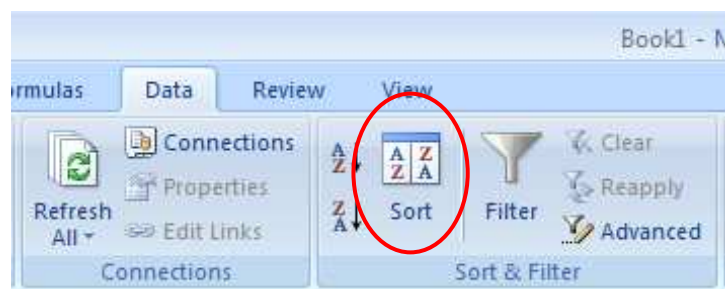 Book1 - N
rmulas Data Review View
Connections
Properties
Edit Links
Refresh
All
Connections
A
Z
Z
A
A Z
Z A
Sort
Filter
Clear
Reapply
Advanced
Sort & Filter